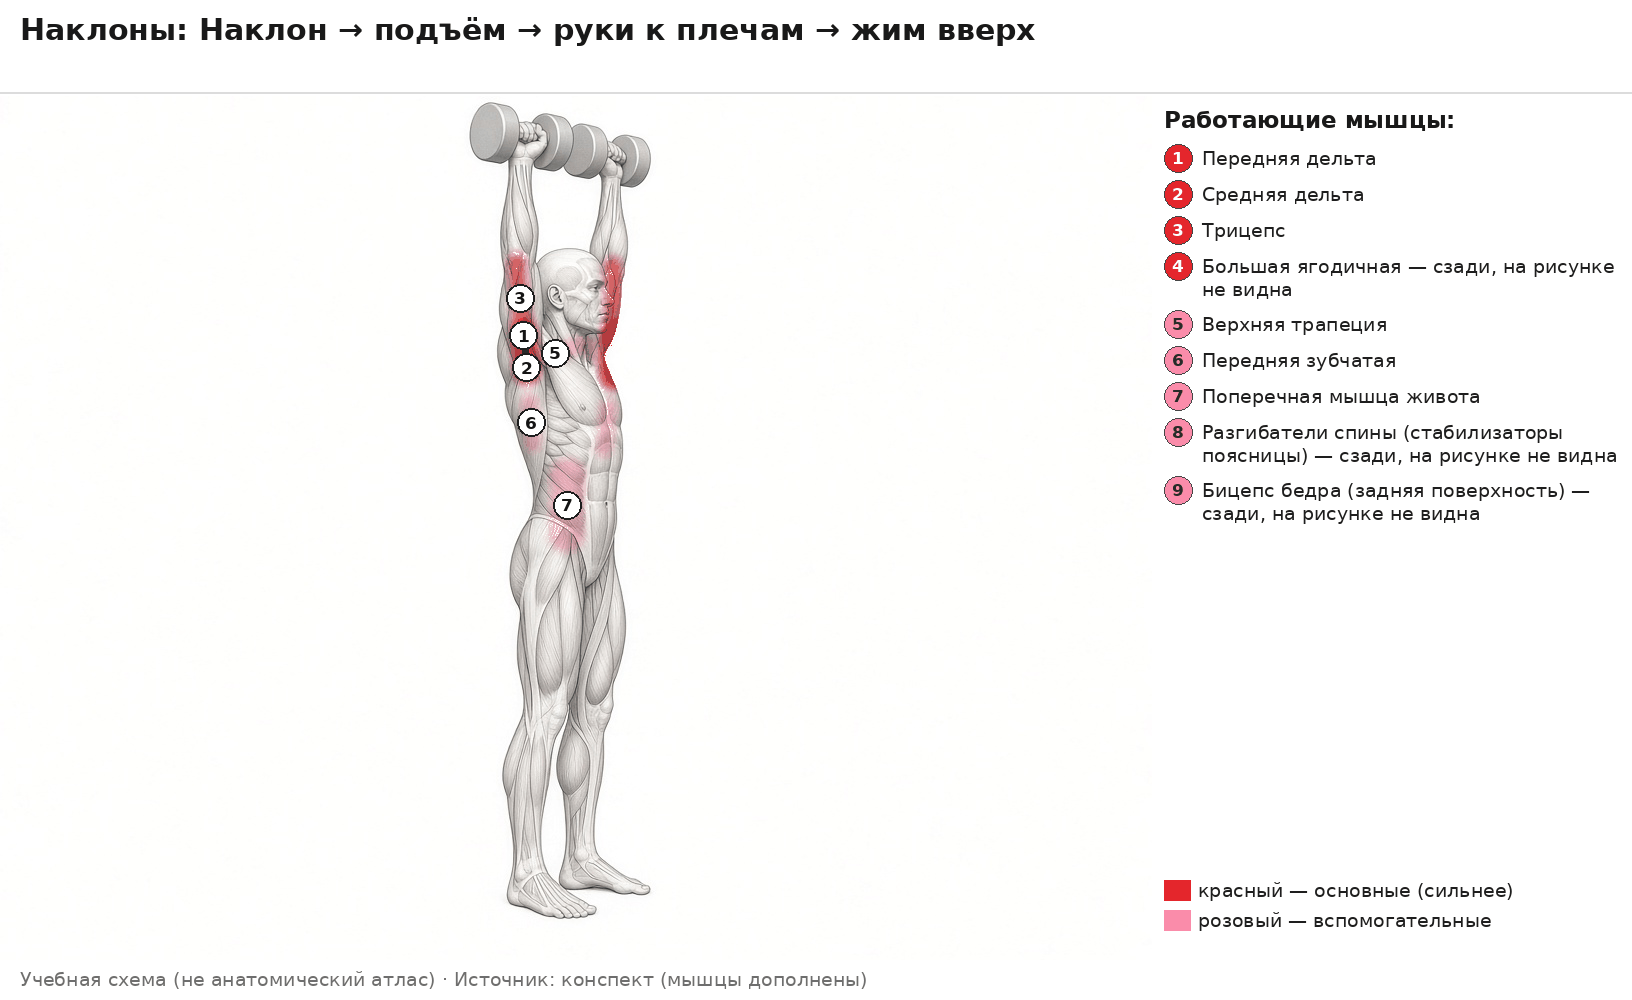 Наклоны: Наклон → подъём → руки к плечам → жим вверх
Работающие мышцы:
1 Передняя дельта
2 Средняя дельта
3 Трицепс
4 Большая ягодичная — сзади, на рисунке
не видна
5 Верхняя трапеция
6 Передняя зубчатая
7 Поперечная мышца живота
8 Разгибатели спины (стабилизаторы
поясницы) — сзади, на рисунке не видна
9 Бицепс бедра (задняя поверхность) —
сзади, на рисунке не видна
3
1
5
2
6
7
красный — основные (сильнее)
розовый — вспомогательные
Учебная схема (не анатомический атлас) · Источник: конспект (мышцы дополнены)